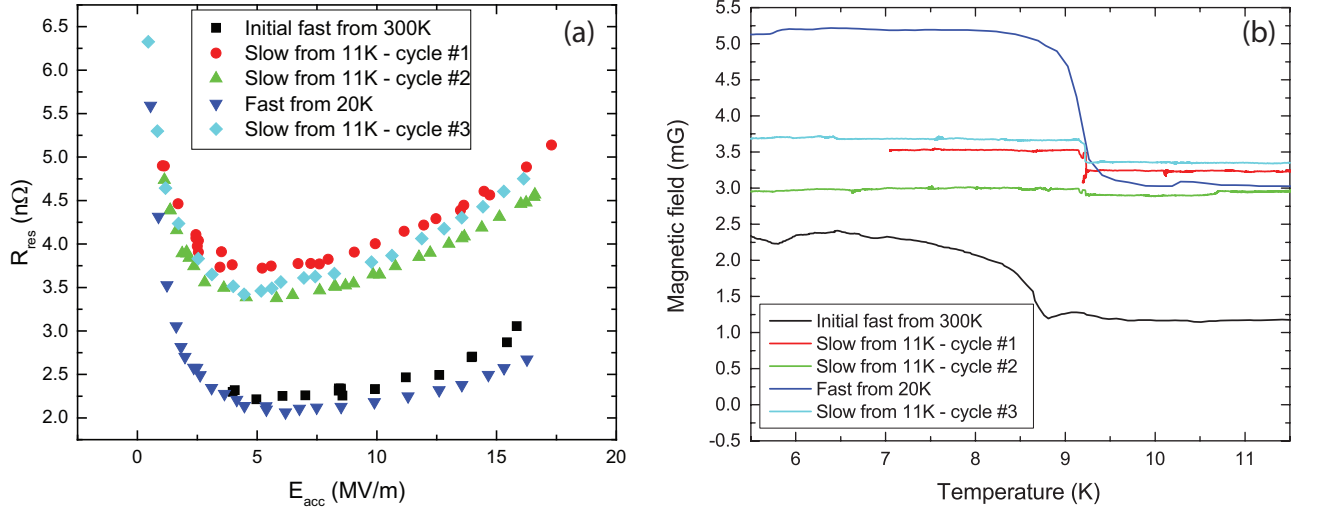 (a)
Initial fast from 300K
Slow from 11K - cycle #1
Slow from 11K - cycle #2
Fast from 20K
Slow from 11K - cycle #3
6.5
6.0
5.5
5.0
4.5
4.0
3.5
3.0
2.5
2.0
R_res (nΩ)
0 5 10 15 20
E_acc (MV/m)
(b)
5.5
5.0
4.5
4.0
3.5
3.0
2.5
2.0
1.5
1.0
-0.5
Magnetic field (mG)
Initial fast from 300K
Slow from 11K - cycle #1
Slow from 11K - cycle #2
Fast from 20K
Slow from 11K - cycle #3
6 7 8 9 10 11
Temperature (K)